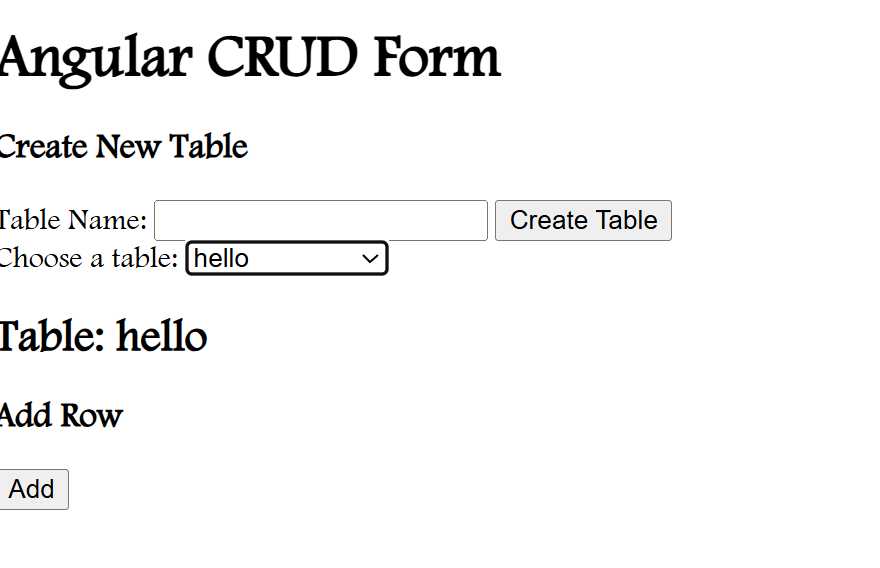 Angular CRUD Form
Create New Table
Table Name: Create Table
Choose a table: hello
Table: hello
Add Row
Add